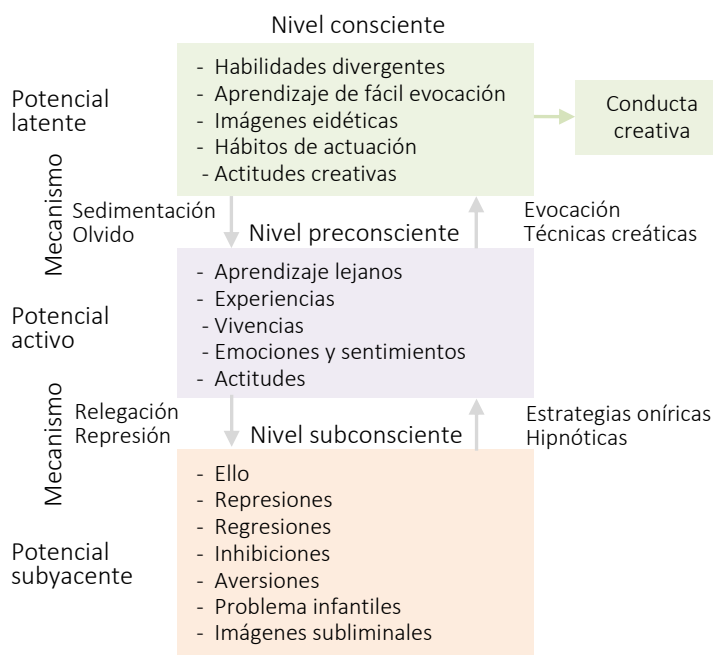 Nivel consciente
Potencial
latente
- Habilidades divergentes
- Aprendizaje de fácil evocación
- Imágenes eidéticas
- Hábitos de actuación
- Actitudes creativas
Conducta
creativa
Mecanismo
Sedimentación
Olvido
Evocación
Técnicas creáticas
Nivel preconsciente
Potencial
activo
- Aprendizaje lejanos
- Experiencias
- Vivencias
- Emociones y sentimientos
- Actitudes
Mecanismo
Relegación
Represión
Estrategias oníricas
Hipnóticas
Nivel subconsciente
Potencial
subyacente
- Ello
- Represiones
- Regresiones
- Inhibiciones
- Aversiones
- Problema infantiles
- Imágenes subliminales